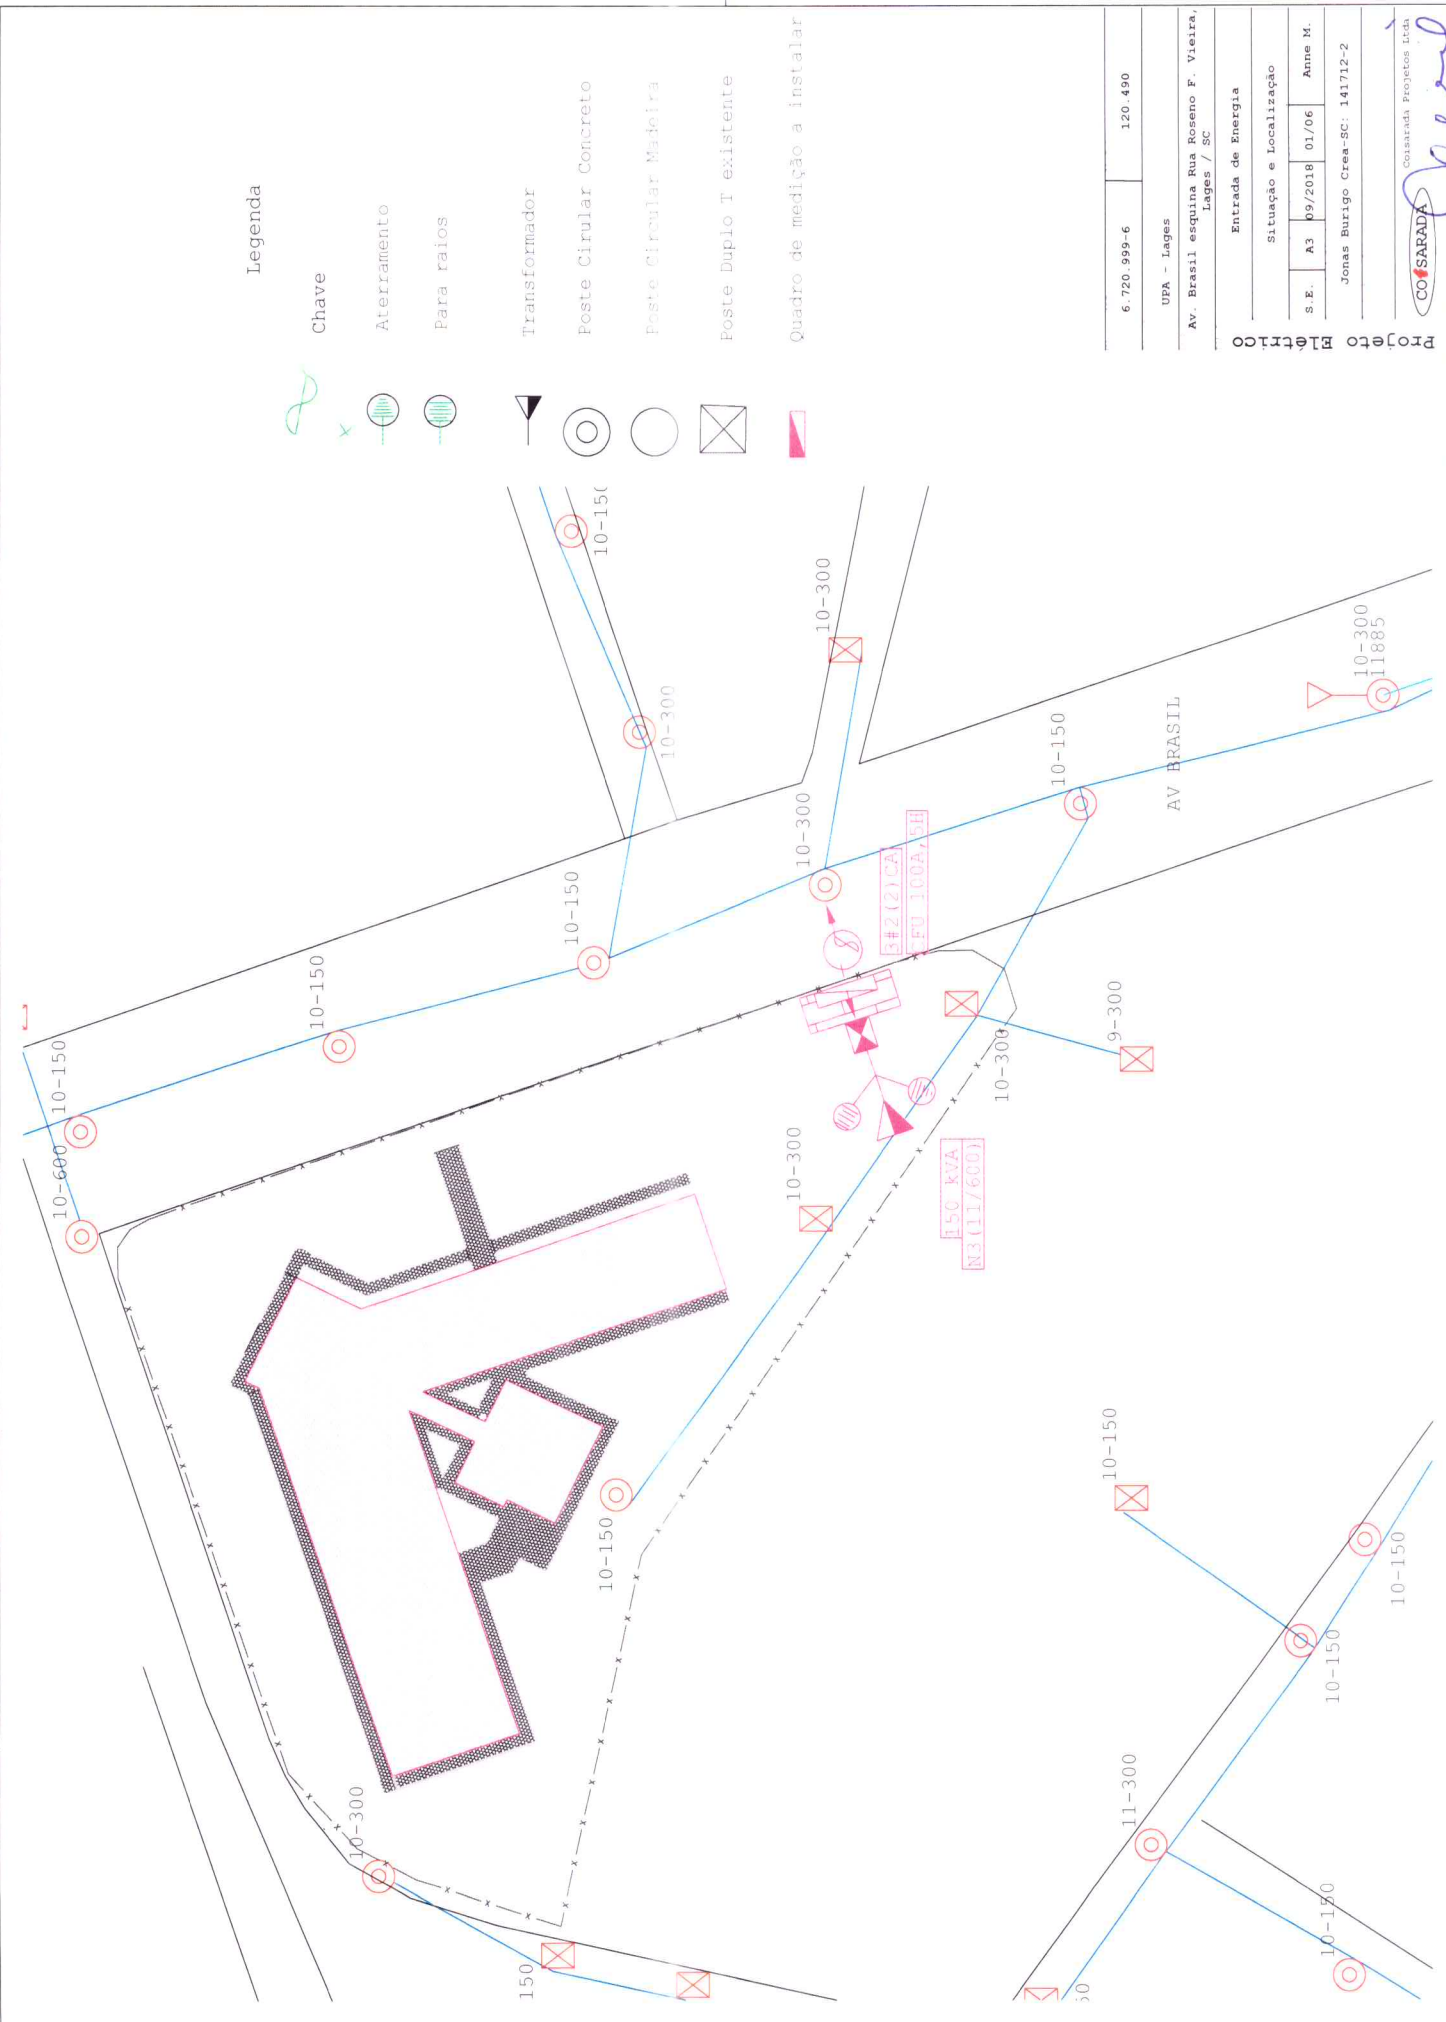 Legenda
Chave
Aterramento
Para raios
Transformador
Poste Cirular Concreto
Poste Circular Madeira
Poste Duplo T existente
Quadro de medição a instalar
6.720.999-6
120.490
UPA - Lages
Av. Brasil esquina Rua Roseno F. Vieira,
Lages / SC
Entrada de Energia
Situação e Localização
S.E.
A3
09/2018
01/06
Anne M.
Jonas Burigo Crea-SC: 141712-2
Projeto Elétrico
COISARADA
Coisarada Projetos Ltda
10-150
10-300
10-300
10-300
10-300
11885
10-150
AV BRASIL
10-150
10-150
10-150
10-600
3#2(2)CA
CFU 100A, 5H
10-300
9-300
10-300
150 kVA
N3(11/600)
10-150
10-300
150
10-150
10-150
10-150
11-300
10-150